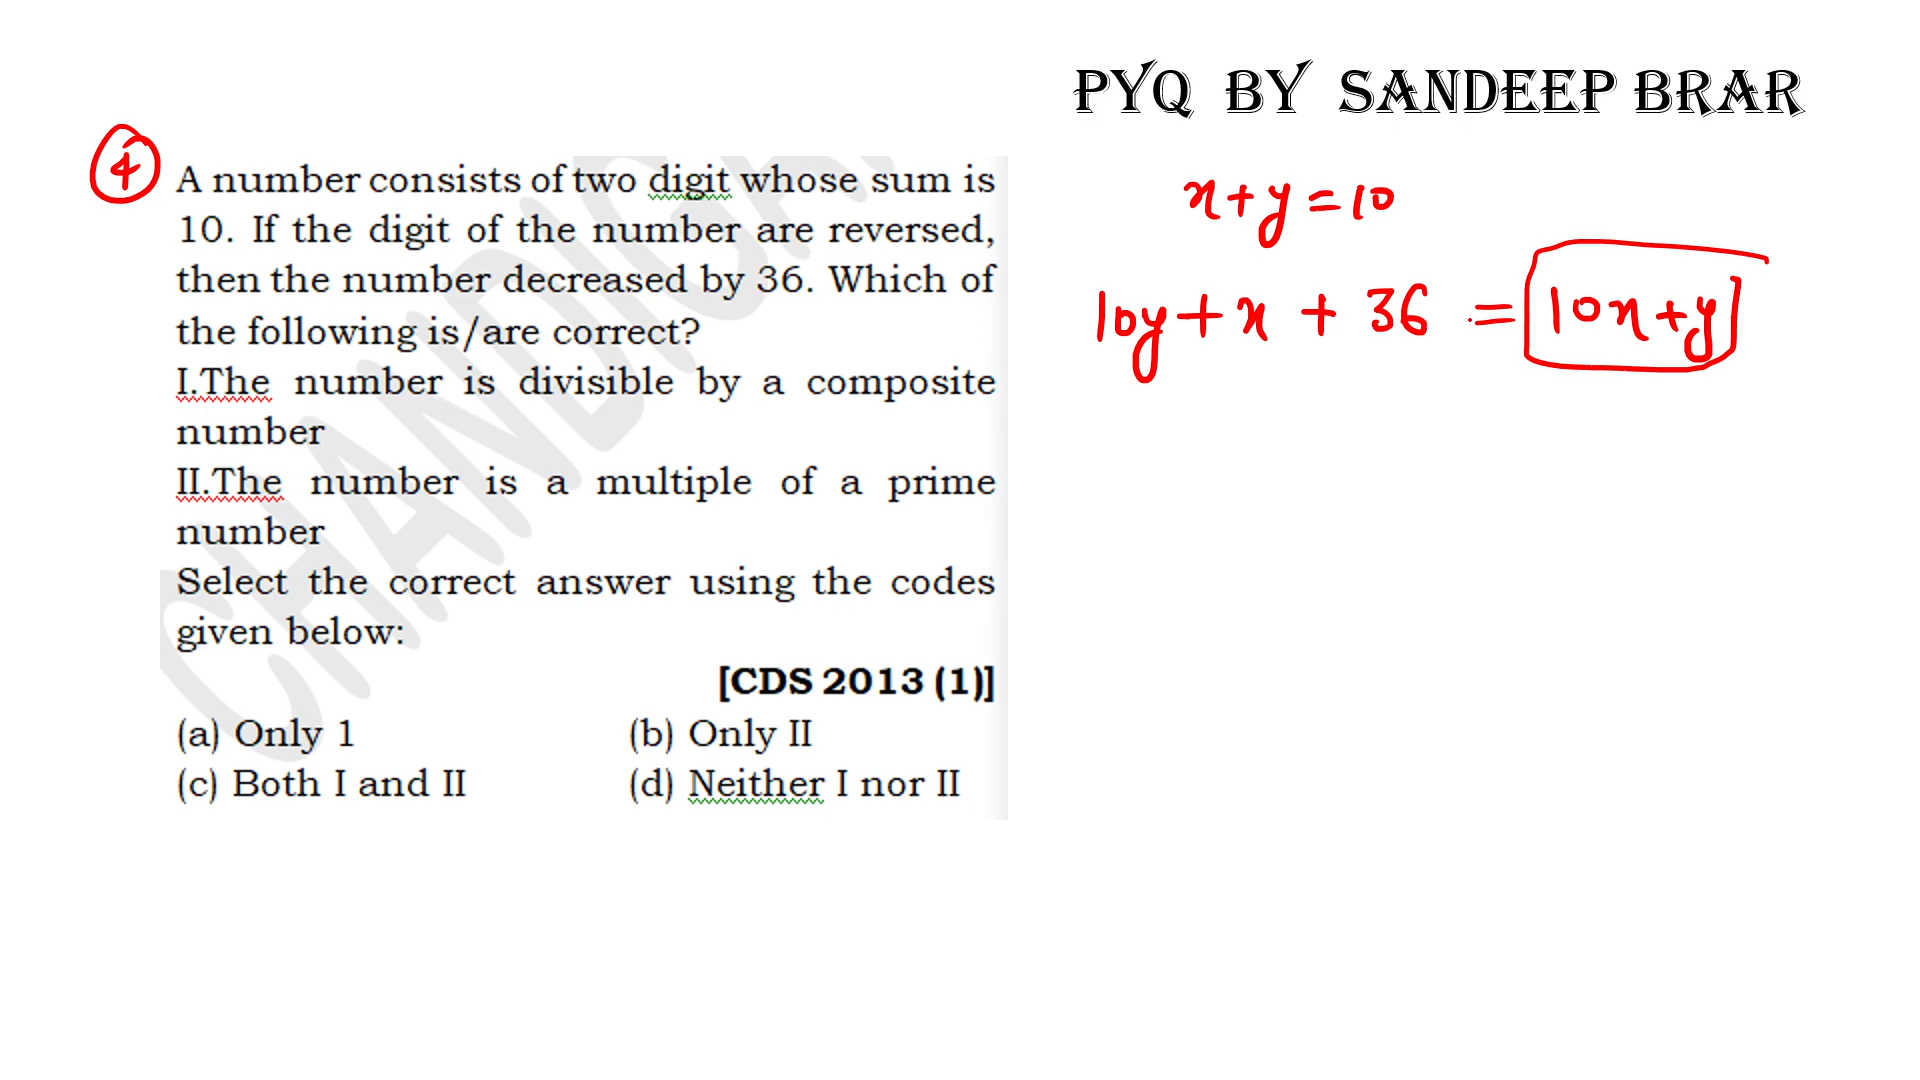 PYQ BY SANDEEP BRAR
4
A number consists of two digit whose sum is
10. If the digit of the number are reversed,
then the number decreased by 36. Which of
the following is/are correct?
I.The number is divisible by a composite
number
II.The number is a multiple of a prime
number
Select the correct answer using the codes
given below:
[CDS 2013 (1)]
(a) Only 1 (b) Only II
(c) Both I and II (d) Neither I nor II
x+y=10
10y+x + 36 = 10x+y
CHANDIGA